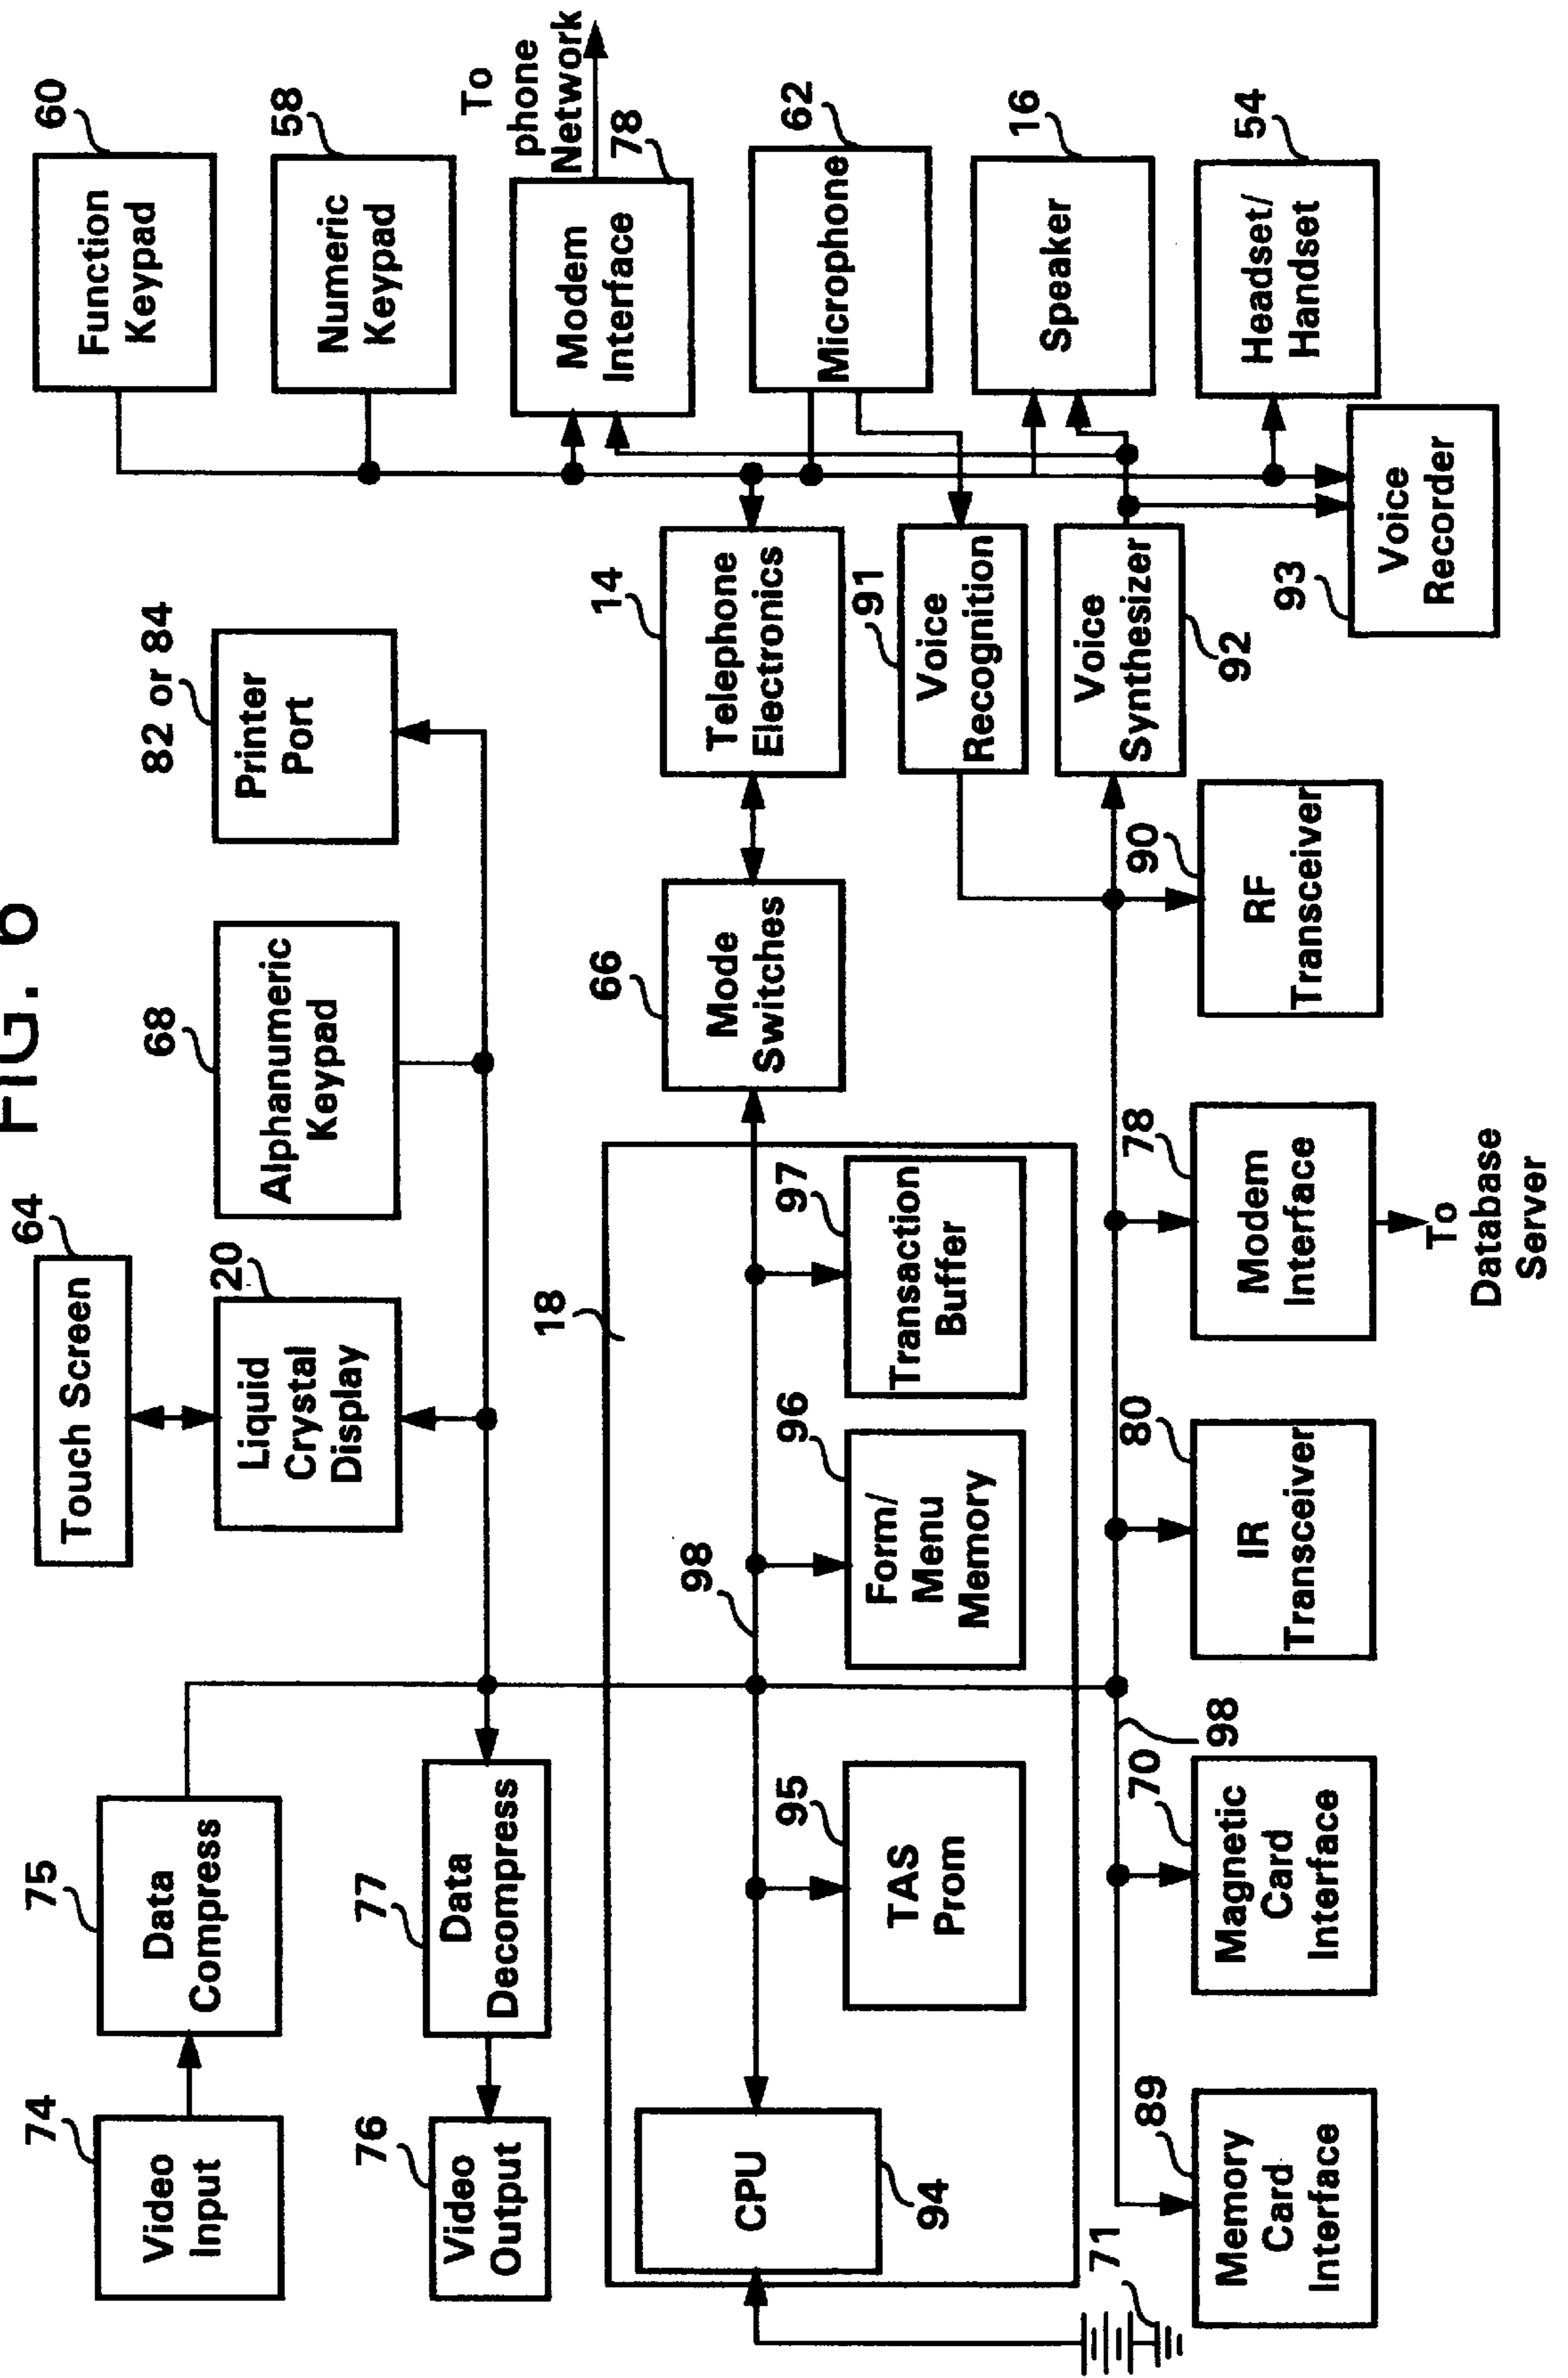 FIG. 6
74
Video
Input
75
Data
Compress
Touch Screen
64
Liquid
Crystal
Display
20
68
Alphanumeric
Keypad
82 or 84
Printer
Port
Function
Keypad
60
Numeric
Keypad
58
76
Video
Output
77
Data
Decompress
To
phone
Network
Modem
Interface
78
18
CPU
94
95
TAS
Prom
98
96
Form/
Menu
Memory
97
Transaction
Buffer
66
Mode
Switches
14
Telephone
Electronics
Microphone
62
91
Voice
Recognition
Voice
Synthesizer
92
Speaker
16
Headset/
Handset
54
93
Voice
Recorder
71
89
Memory
Card
Interface
70
Magnetic
Card
Interface
98
80
IR
Transceiver
78
Modem
Interface
To
Database
Server
90
RF
Transceiver